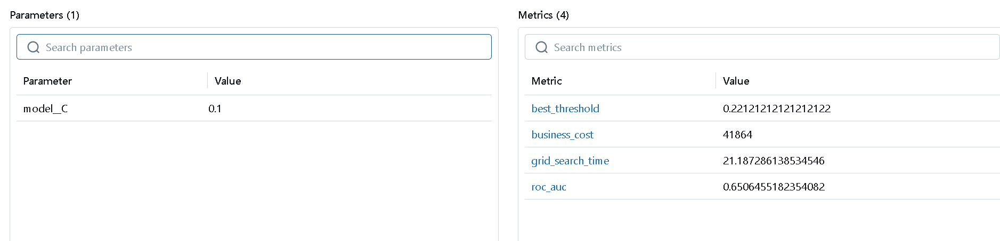 Parameters (1)
Search parameters
Parameter Value
model__C 0.1
Metrics (4)
Search metrics
Metric Value
best_threshold 0.22121212121212122
business_cost 41864
grid_search_time 21.187286138534546
roc_auc 0.6506455182354082